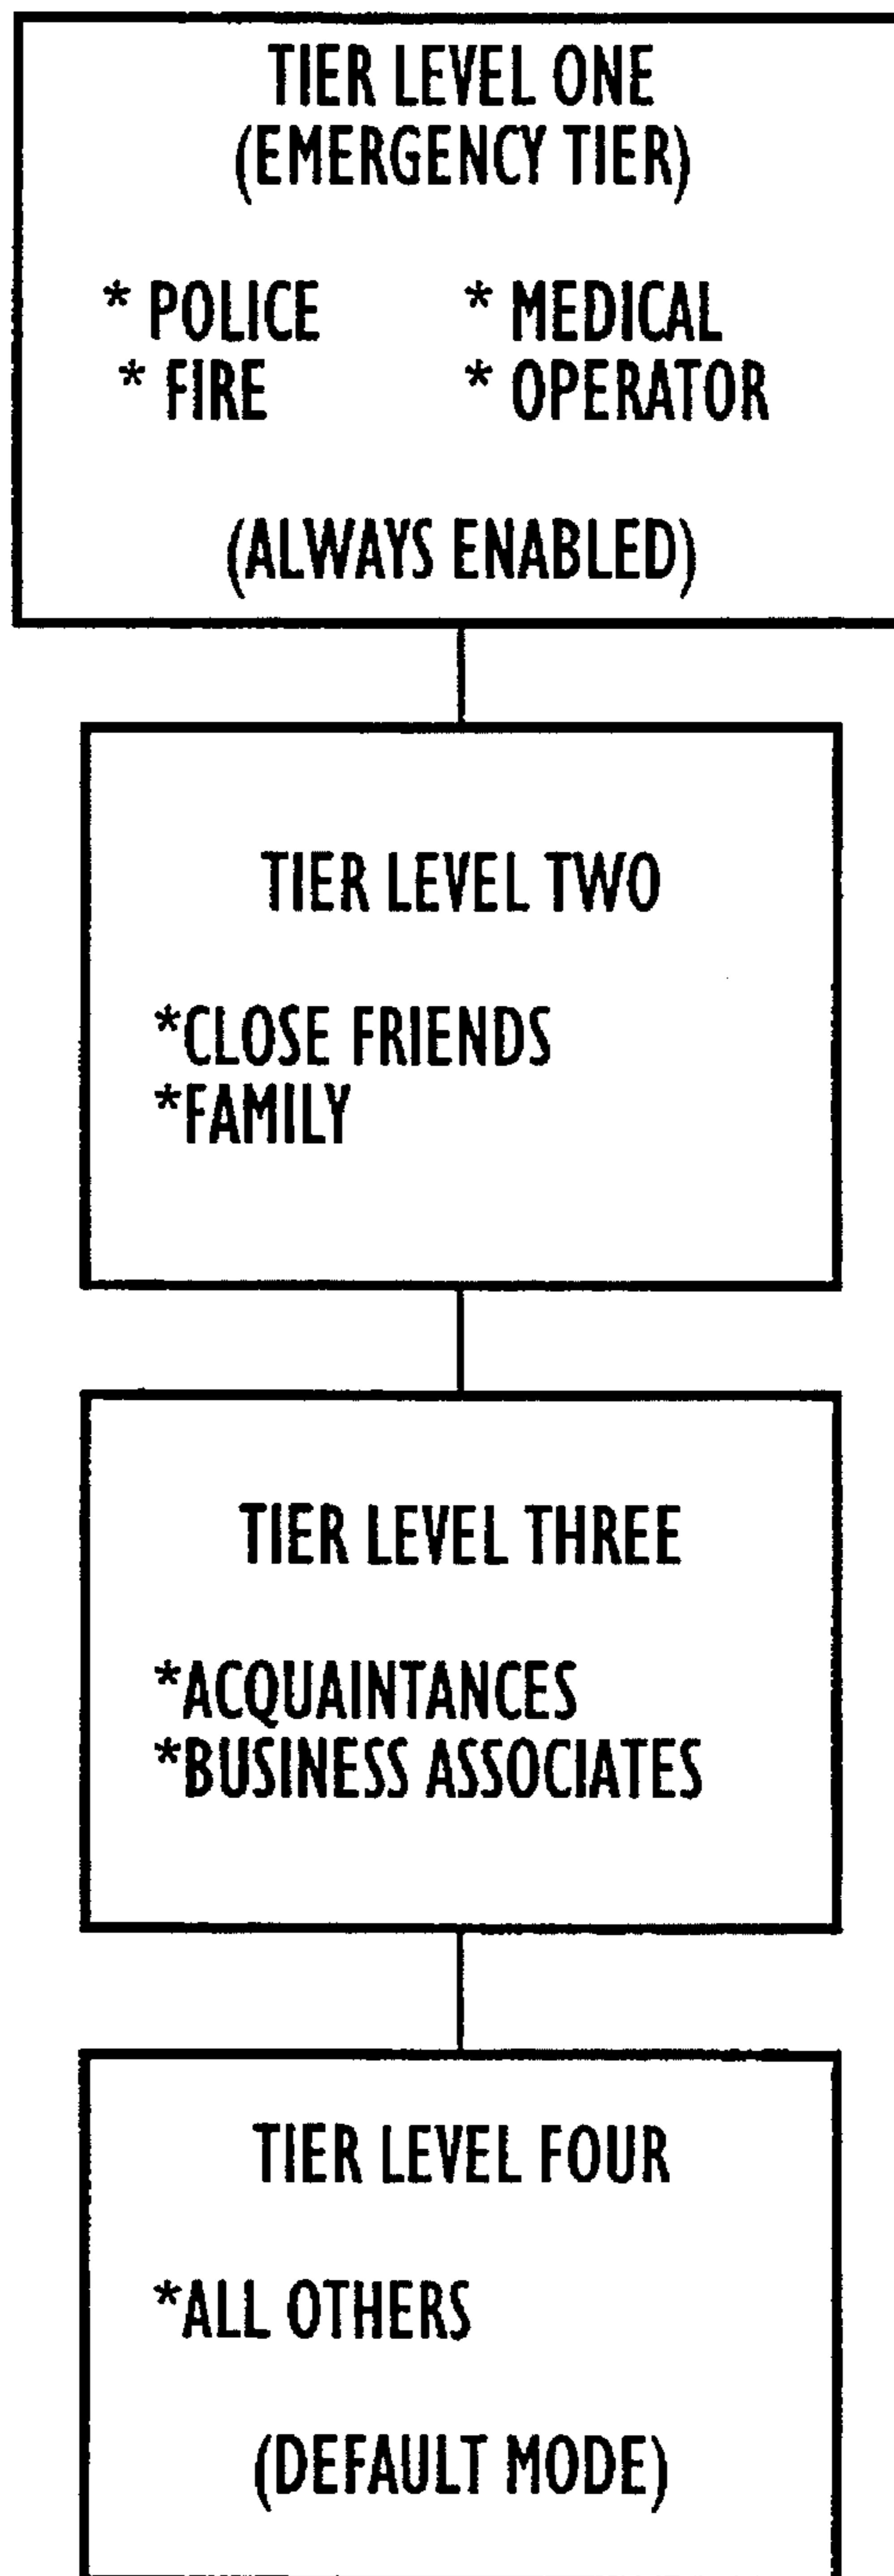 TIER LEVEL ONE
(EMERGENCY TIER)
* POLICE * MEDICAL
* FIRE * OPERATOR
(ALWAYS ENABLED)
TIER LEVEL TWO
*CLOSE FRIENDS
*FAMILY
TIER LEVEL THREE
*ACQUAINTANCES
*BUSINESS ASSOCIATES
TIER LEVEL FOUR
*ALL OTHERS
(DEFAULT MODE)